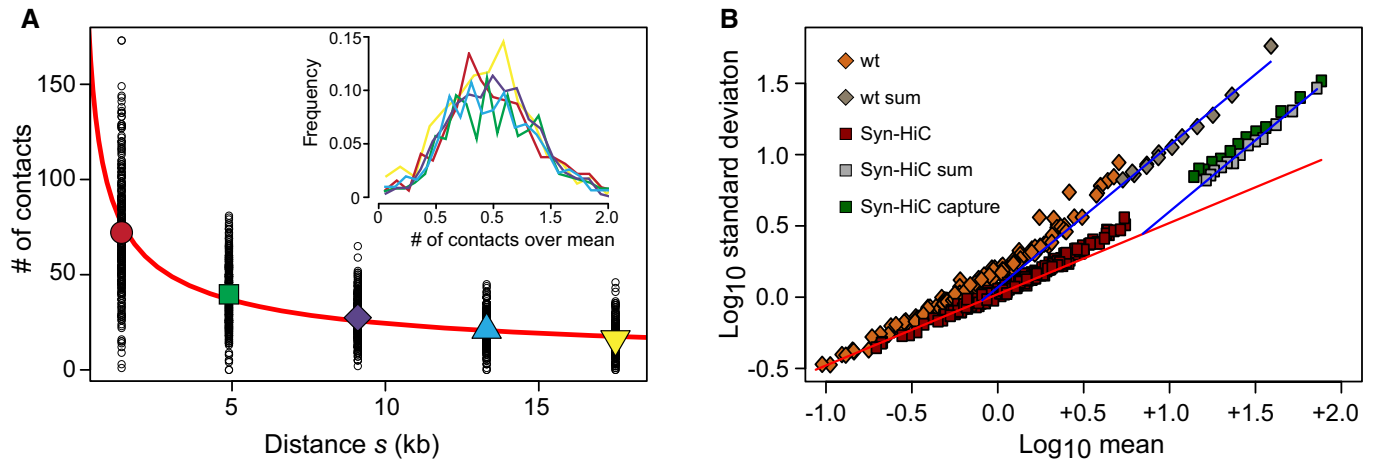 A
# of contacts
150
100
50
0
5
10
15
Distance s (kb)
Frequency
0.15
0.10
0.05
0
0
0.5
0.5
1.5
2.0
# of contacts over mean
B
Log10 standard deviaton
1.5
1.0
0.5
0.0
-0.5
wt
wt sum
Syn-HiC
Syn-HiC sum
Syn-HiC capture
-1.0
-0.5
0.0
+0.5
+1.0
+1.5
+2.0
Log10 mean